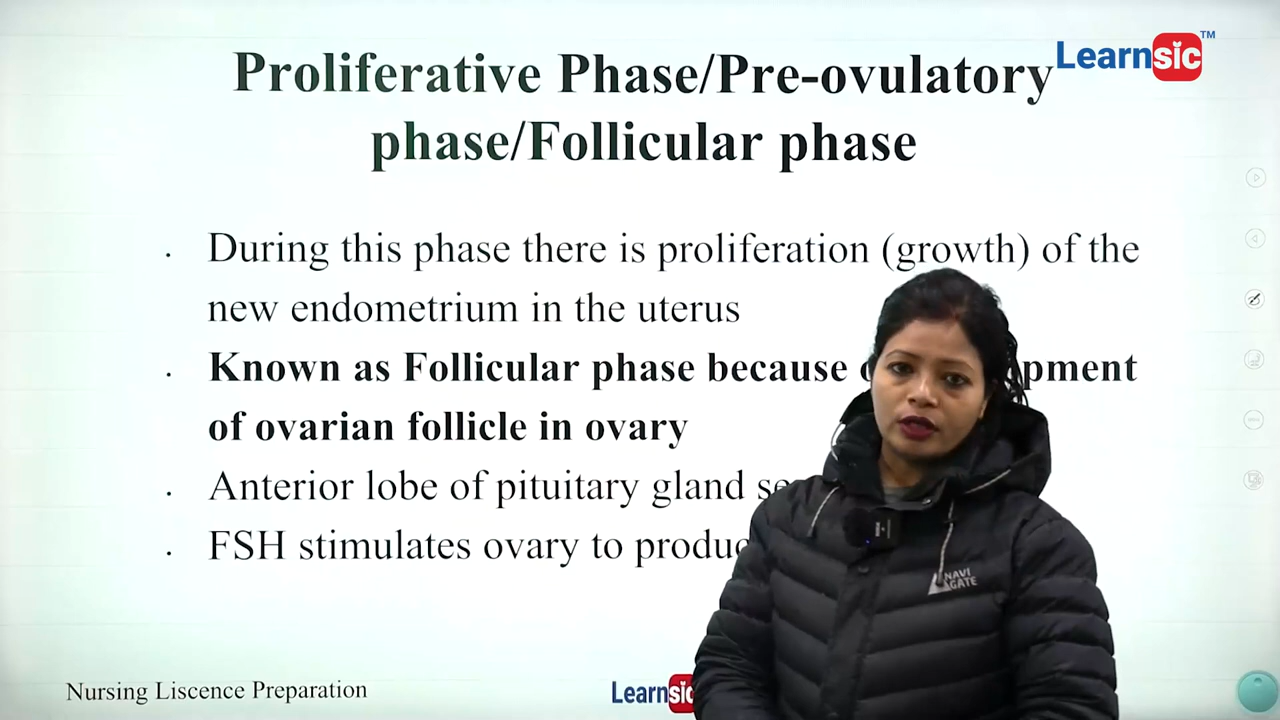 Learnsic™
Proliferative Phase/Pre-ovulatory
phase/Follicular phase
. During this phase there is proliferation (growth) of the
new endometrium in the uterus
. Known as Follicular phase because
of ovarian follicle in ovary
. Anterior lobe of pituitary gland
. FSH stimulates ovary to
NAVI
GATE
Nursing Liscence Preparation
Learnsic